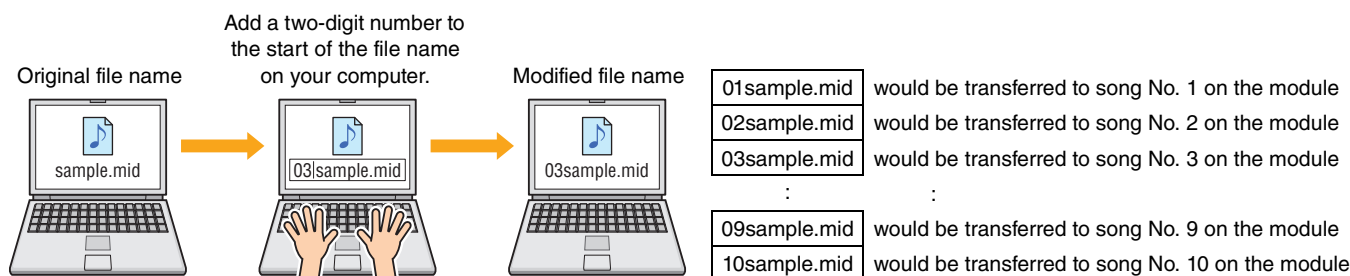 Add a two-digit number to
the start of the file name
on your computer.
Original file name
Modified file name
sample.mid
03sample.mid
03sample.mid
01sample.mid would be transferred to song No. 1 on the module
02sample.mid would be transferred to song No. 2 on the module
03sample.mid would be transferred to song No. 3 on the module
: :
09sample.mid would be transferred to song No. 9 on the module
10sample.mid would be transferred to song No. 10 on the module